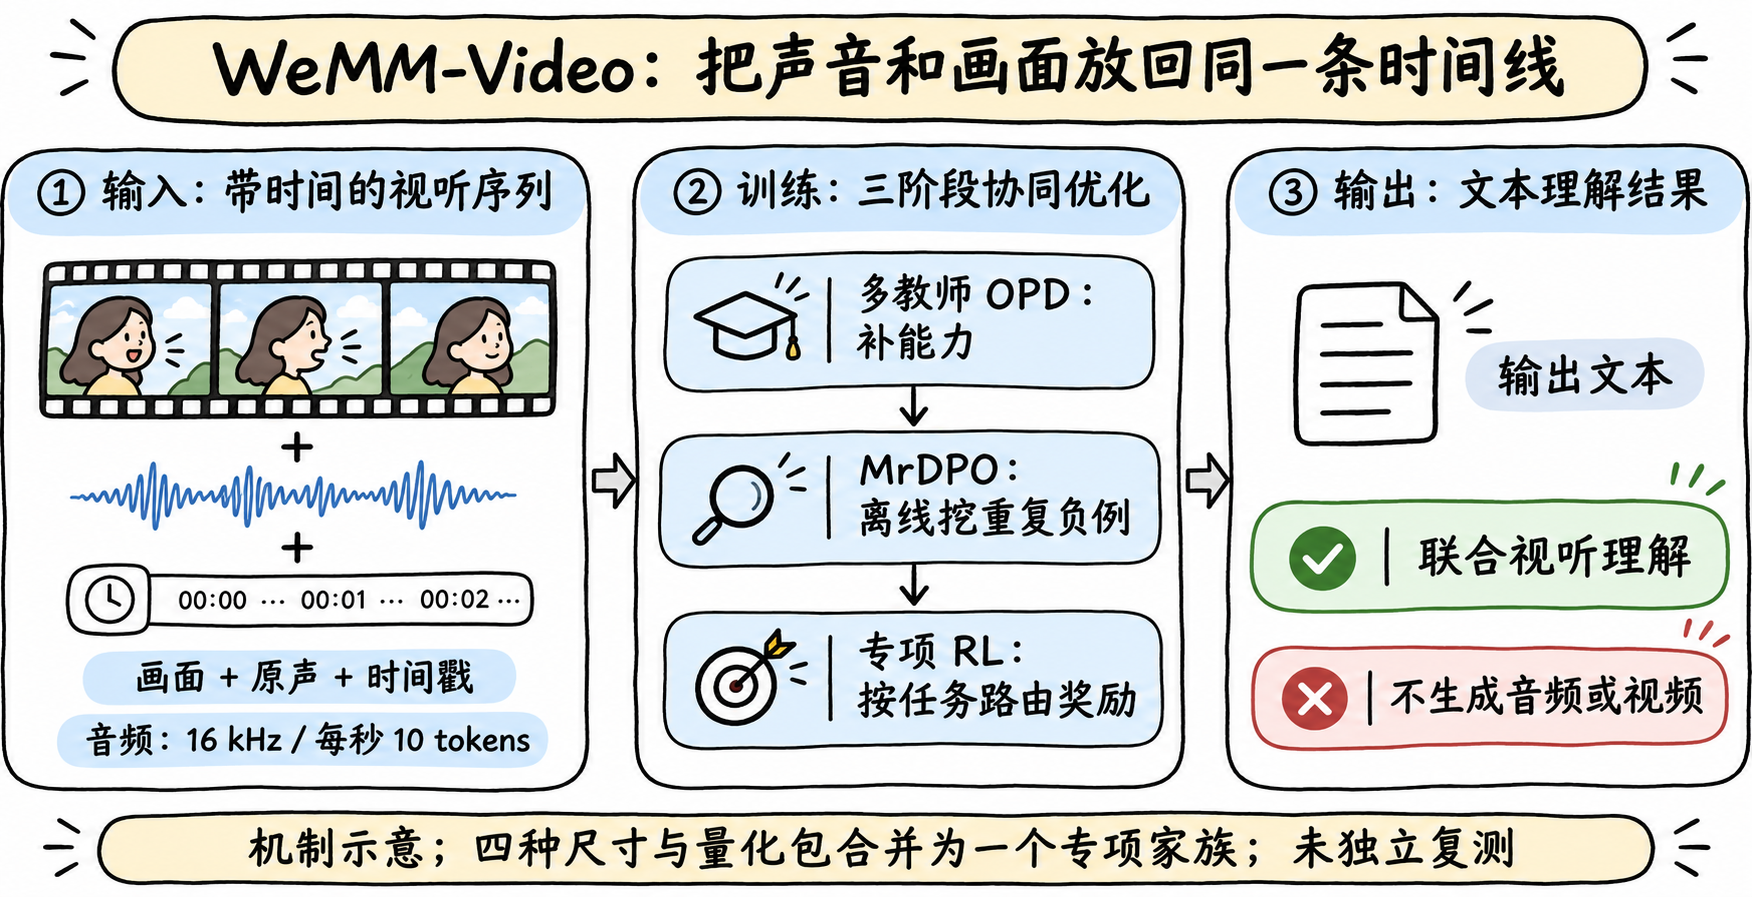 WeMM-Video：把声音和画面放回同一条时间线
① 输入：带时间的视听序列
00:00 ··· 00:01 ··· 00:02 ···
画面 + 原声 + 时间戳
音频：16 kHz / 每秒 10 tokens
② 训练：三阶段协同优化
多教师 OPD：
补能力
MrDPO：
离线挖重复负例
专项 RL：
按任务路由奖励
③ 输出：文本理解结果
输出文本
联合视听理解
不生成音频或视频
机制示意；四种尺寸与量化包合并为一个专项家族；未独立复测